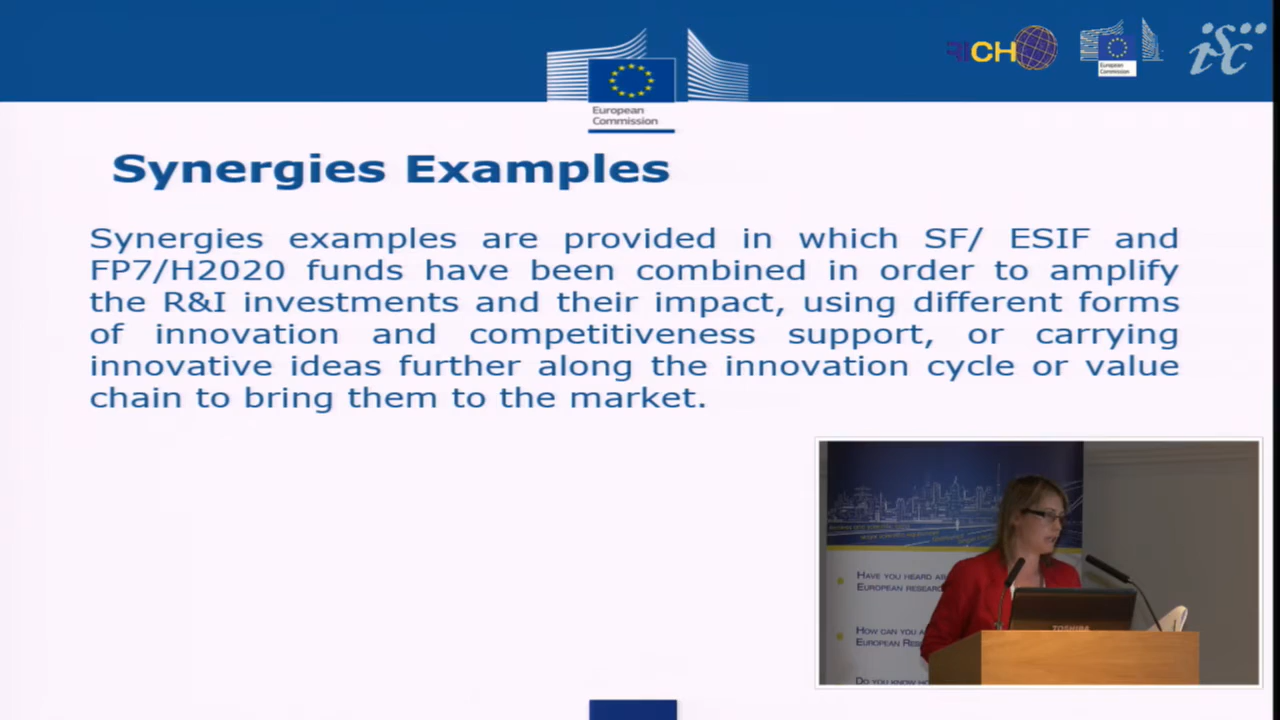 RICH
European
Commission
isc
European
Commission
Synergies Examples
Synergies examples are provided in which SF/ ESIF and
FP7/H2020 funds have been combined in order to amplify
the R&I investments and their impact, using different forms
of innovation and competitiveness support, or carrying
innovative ideas further along the innovation cycle or value
chain to bring them to the market.
HAVE YOU HEARD
EUROPEAN RESEARC
HOW CAN YOU
EUROPEAN RES
DO YOU KNOW
TOSHIBA